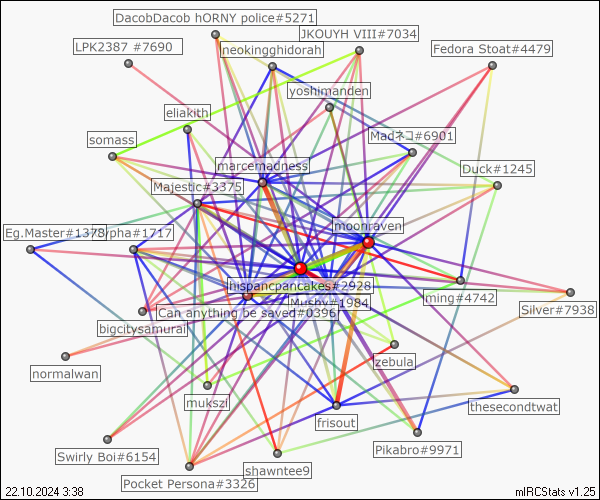 DacobDacob hORNY police#5271
JKOUYH VIII#7034
LPK2387 #7690
neokingghidorah
Fedora Stoat#4479
yoshimanden
eliakith
somass
Madネコ#6901
marcemadness
Duck#1245
Majestic#3375
moonraven
Eg.Master#1378
rpha#1717
hispancpancakes#2928
Mushy#1984
ming#4742
Can anything be saved#0396
Silver#7938
bigcitysamurai
zebula
normalwan
mukszi
thesecondtwat
frisout
Swirly Boi#6154
Pikabro#9971
shawntee9
Pocket Persona#3326
22.10.2024 3:38
mIRCStats v1.25